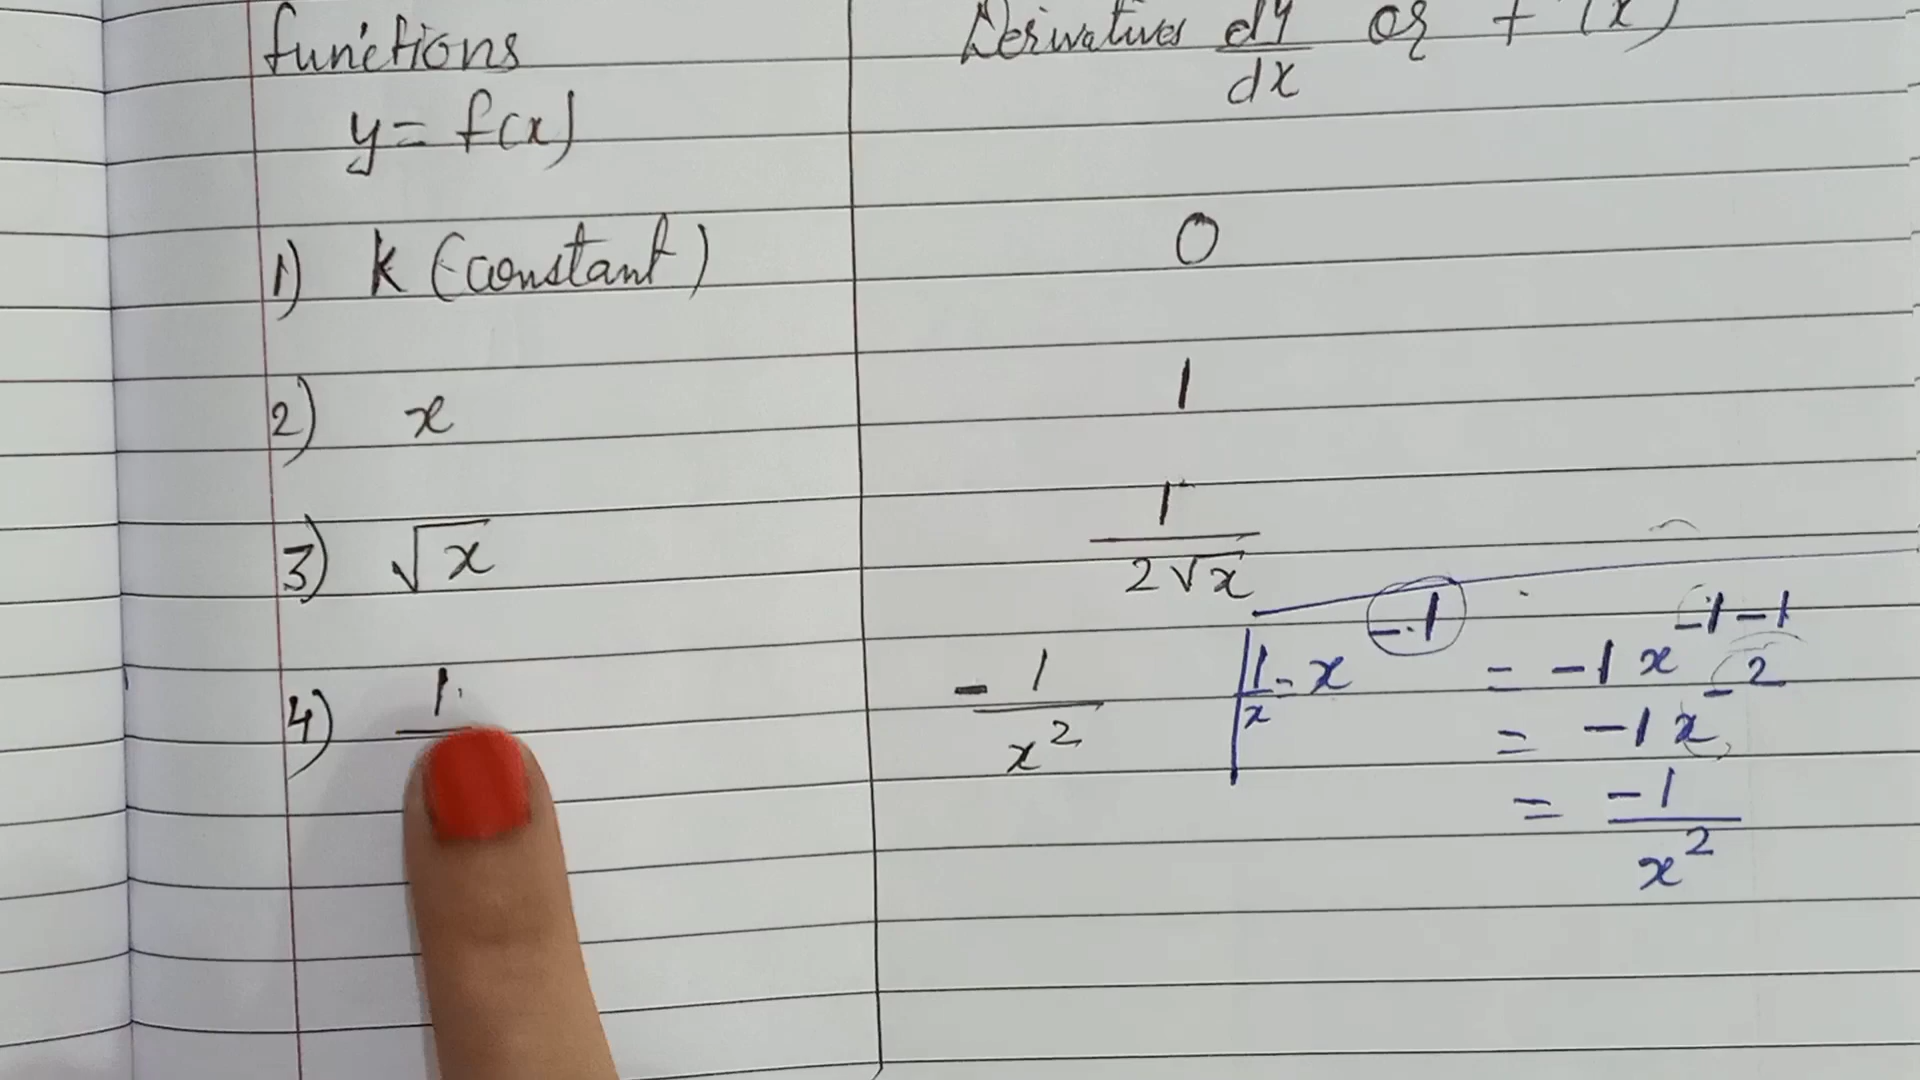 functions | Derivatives dy/dx or f'(x)
y = f(x)
1) k (constant) | 0
2) x | 1
3) √x | 1/(2√x)
4) 1/ | - 1/x² | 1/x = x⁻¹ = -1 x⁻¹⁻¹
= -1 x⁻²
= -1/x²